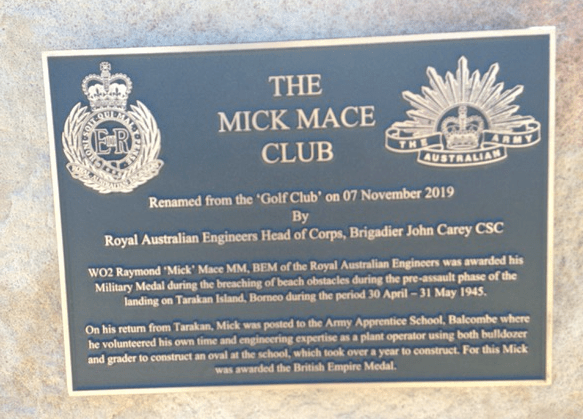 THE
MICK MACE
CLUB
HONI SOIT QUI MAL Y PENSE
E II R
THE ARMY
AUSTRALIAN
Renamed from the 'Golf Club' on 07 November 2019
By
Royal Australian Engineers Head of Corps, Brigadier John Carey CSC
WO2 Raymond 'Mick' Mace MM, BEM of the Royal Australian Engineers was awarded his
Military Medal during the breaching of beach obstacles during the pre-assault phase of the
landing on Tarakan Island, Borneo during the period 30 April – 31 May 1945.
On his return from Tarakan, Mick was posted to the Army Apprentice School, Balcombe where
he volunteered his own time and engineering expertise as a plant operator using both bulldozer
and grader to construct an oval at the school, which took over a year to construct. For this Mick
was awarded the British Empire Medal.